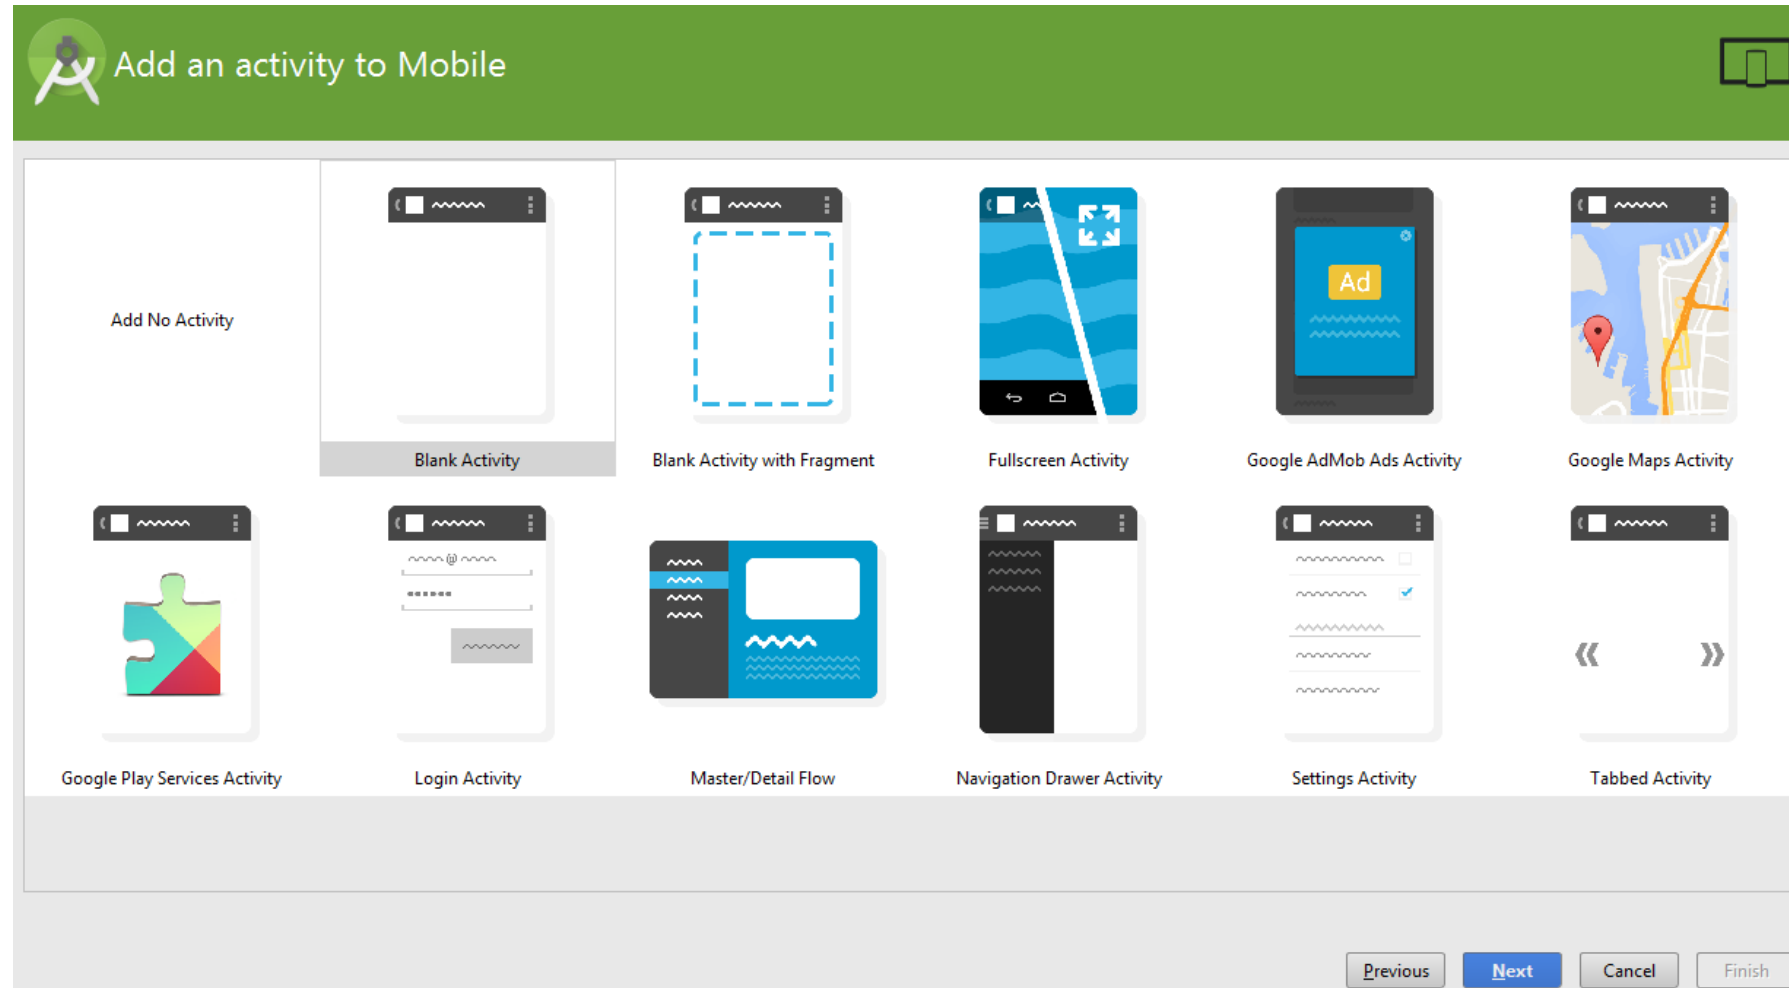 Add an activity to Mobile
Ad
Add No Activity
Blank Activity
Blank Activity with Fragment
Fullscreen Activity
Google AdMob Ads Activity
Google Maps Activity
@
Google Play Services Activity
Login Activity
Master/Detail Flow
Navigation Drawer Activity
Settings Activity
Tabbed Activity
Previous
Next
Cancel
Finish